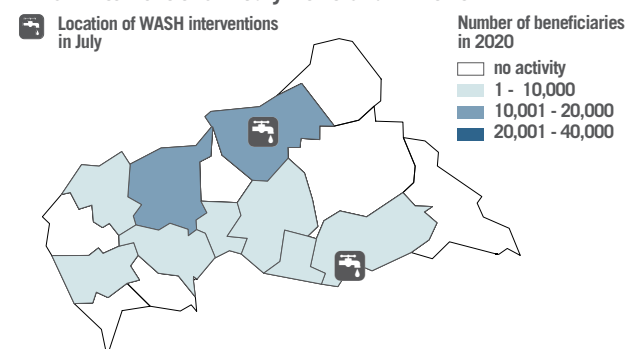 Location of WASH interventions
in July
Number of beneficiaries
in 2020
no activity
1 - 10,000
10,001 - 20,000
20,001 - 40,000